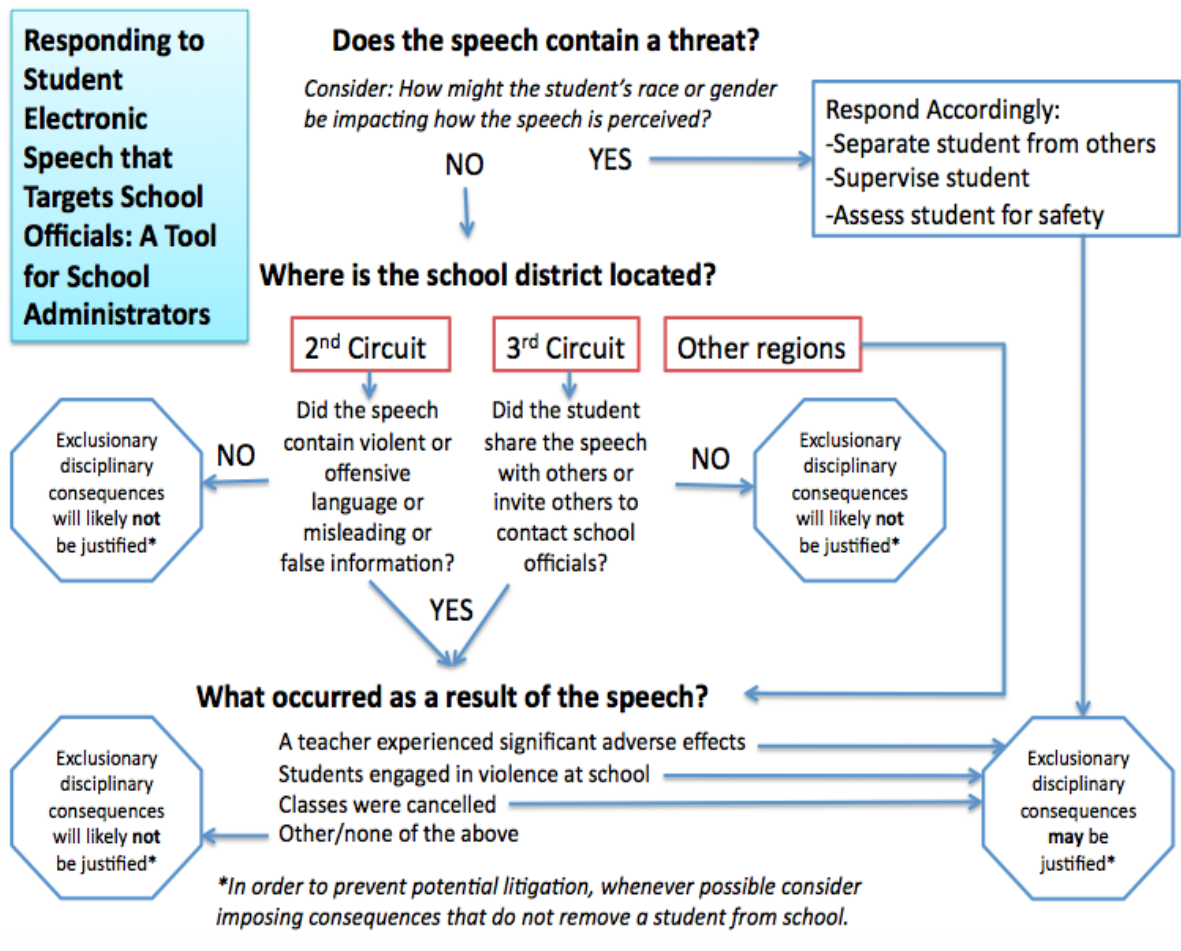 Responding to
Student
Electronic
Speech that
Targets School
Officials: A Tool
for School
Administrators
Does the speech contain a threat?
Consider: How might the student's race or gender
be impacting how the speech is perceived?
NO
YES
Respond Accordingly:
-Separate student from others
-Supervise student
-Assess student for safety
Where is the school district located?
2nd Circuit
3rd Circuit
Other regions
Did the speech
contain violent or
offensive
language or
misleading or
false information?
Did the student
share the speech
with others or
invite others to
contact school
officials?
NO
Exclusionary
disciplinary
consequences
will likely not
be justified*
NO
Exclusionary
disciplinary
consequences
will likely not
be justified*
YES
What occurred as a result of the speech?
A teacher experienced significant adverse effects
Students engaged in violence at school
Classes were cancelled
Other/none of the above
Exclusionary
disciplinary
consequences
will likely not
be justified*
Exclusionary
disciplinary
consequences
may be
justified*
*In order to prevent potential litigation, whenever possible consider
imposing consequences that do not remove a student from school.